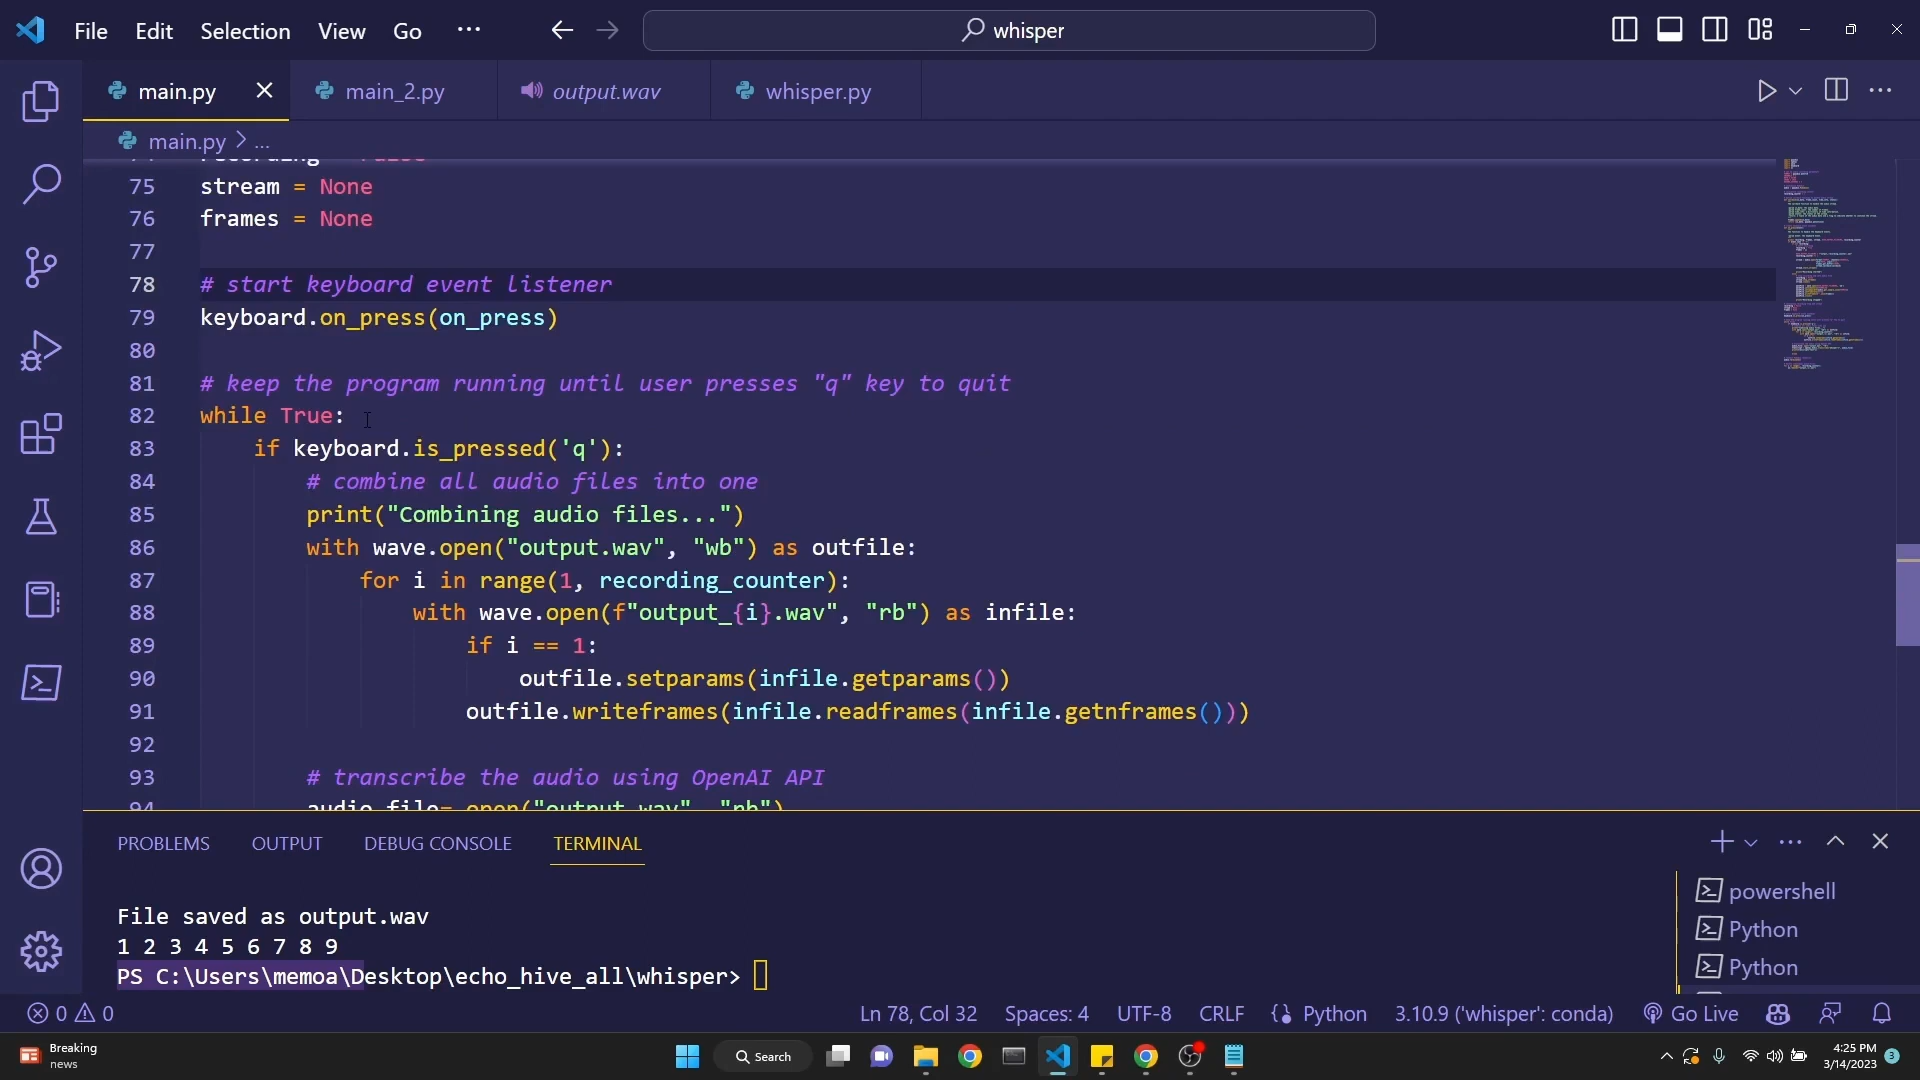 File Edit Selection View Go ··· whisper
main.py main_2.py output.wav whisper.py
main.py > ...
75 stream = None
76 frames = None
77
78 # start keyboard event listener
79 keyboard.on_press(on_press)
80
81 # keep the program running until user presses "q" key to quit
82 while True:
83 if keyboard.is_pressed('q'):
84 # combine all audio files into one
85 print("Combining audio files...")
86 with wave.open("output.wav", "wb") as outfile:
87 for i in range(1, recording_counter):
88 with wave.open(f"output_{i}.wav", "rb") as infile:
89 if i == 1:
90 outfile.setparams(infile.getparams())
91 outfile.writeframes(infile.readframes(infile.getnframes()))
92
93 # transcribe the audio using OpenAI API
94 audio_file= open("output.wav", "rb")
PROBLEMS OUTPUT DEBUG CONSOLE TERMINAL
File saved as output.wav
1 2 3 4 5 6 7 8 9
PS C:\Users\memoa\Desktop\echo_hive_all\whisper>
powershell
Python
Python
0 0 Ln 78, Col 32 Spaces: 4 UTF-8 CRLF Python 3.10.9 ('whisper': conda) Go Live
Breaking
news
Search
4:25 PM
3/14/2023
3